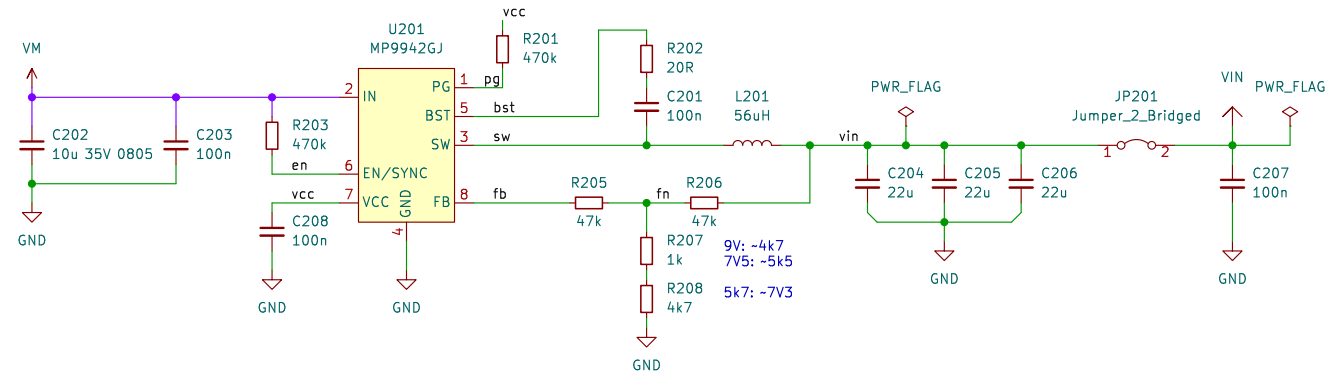 VM
U201
MP9942GJ
vcc
R201
470k
R202
20R
PWR_FLAG
VIN
PWR_FLAG
2
IN
PG
1
pg
BST
5
bst
C201
100n
L201
56uH
JP201
Jumper_2_Bridged
C202
10u 35V 0805
C203
100n
R203
470k
SW
3
sw
vin
1
2
en
6
EN/SYNC
C204
22u
C205
22u
C206
22u
C207
100n
vcc
7
VCC
GND
4
FB
8
fb
R205
47k
fn
R206
47k
C208
100n
GND
R207
1k
9V: ~4k7
7V5: ~5k5
GND
GND
R208
4k7
5k7: ~7V3
GND
GND
GND